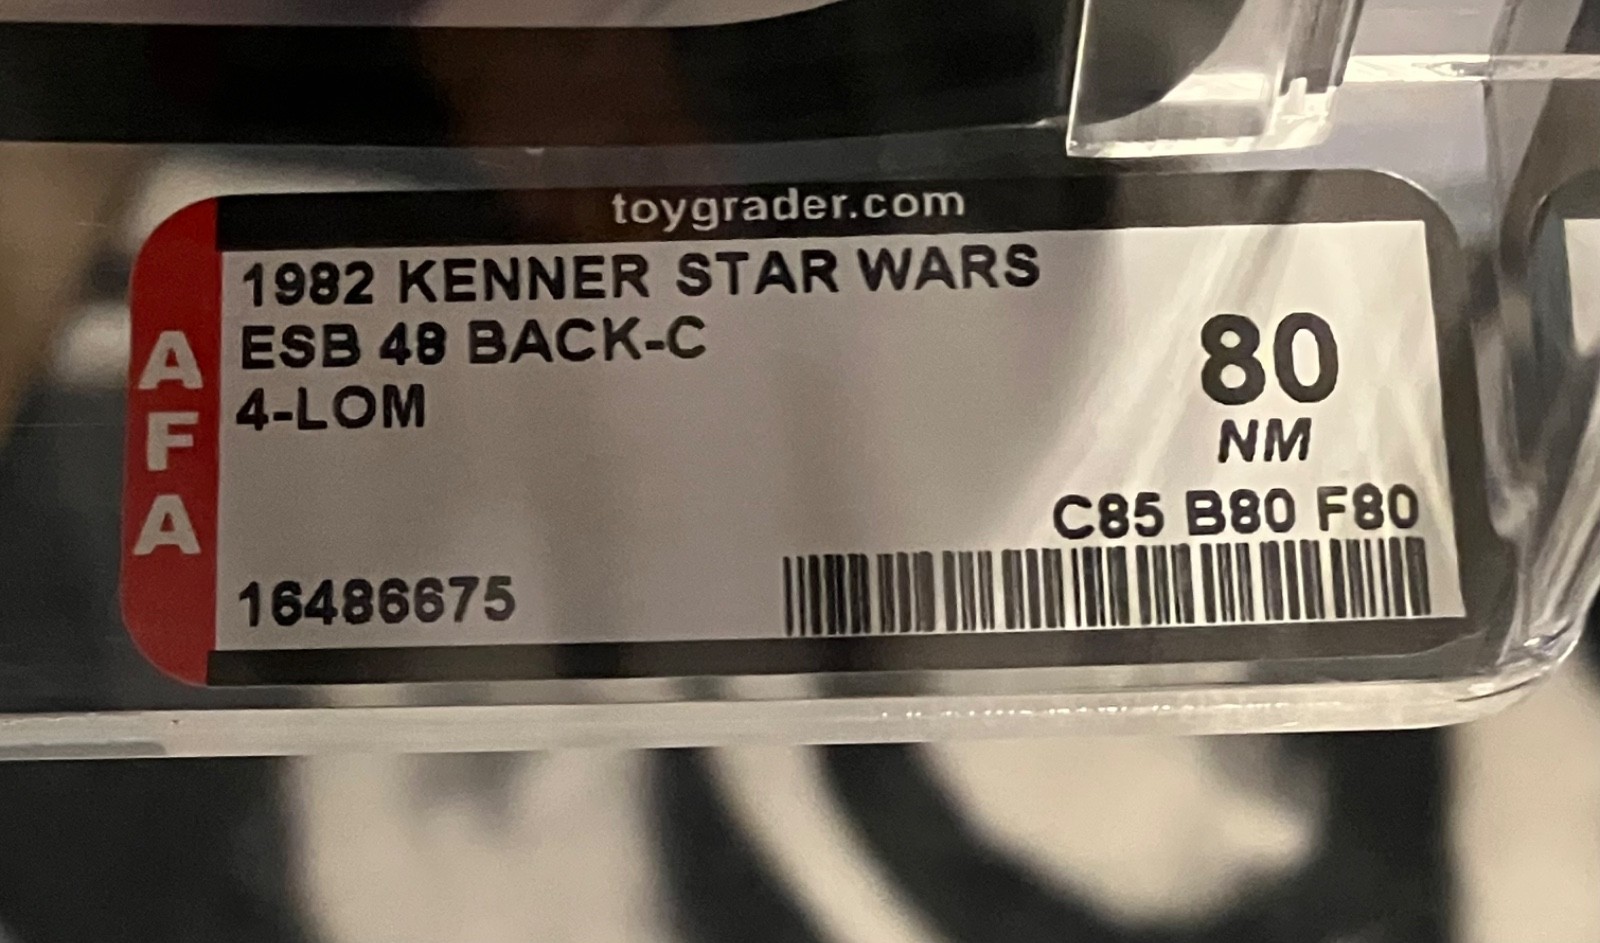 toygrader.com
AFA
1982 KENNER STAR WARS
ESB 48 BACK-C
4-LOM
80
NM
C85 B80 F80
16486675